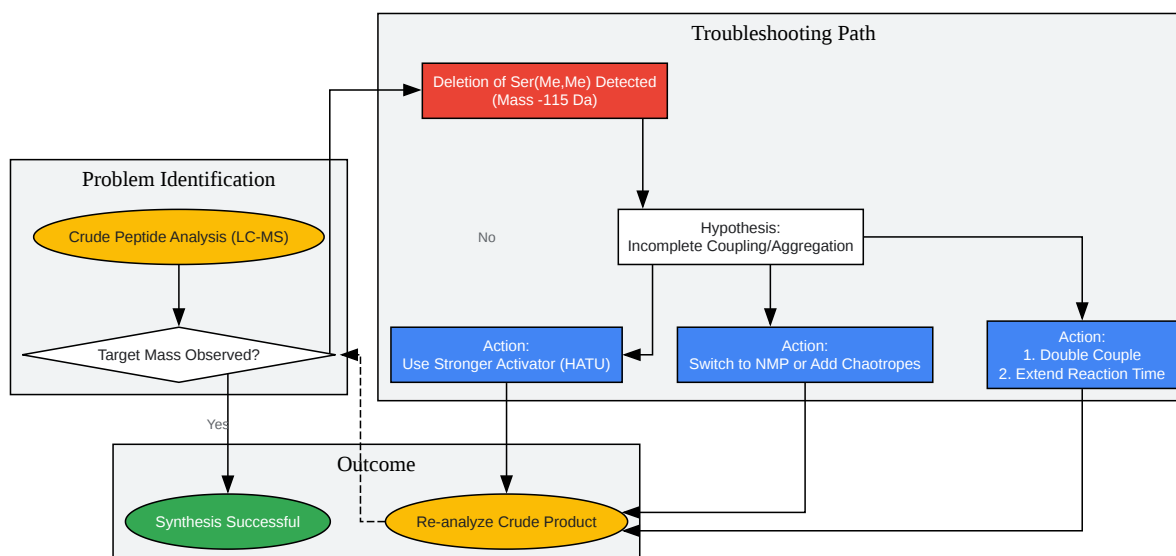 Troubleshooting Path
Deletion of Ser(Me,Me) Detected
(Mass -115 Da)
Problem Identification
Crude Peptide Analysis (LC-MS)
No
Hypothesis:
Incomplete Coupling/Aggregation
Target Mass Observed?
Action:
Use Stronger Activator (HATU)
Action:
Switch to NMP or Add Chaotropes
Action:
1. Double Couple
2. Extend Reaction Time
Yes
Outcome
Synthesis Successful
Re-analyze Crude Product